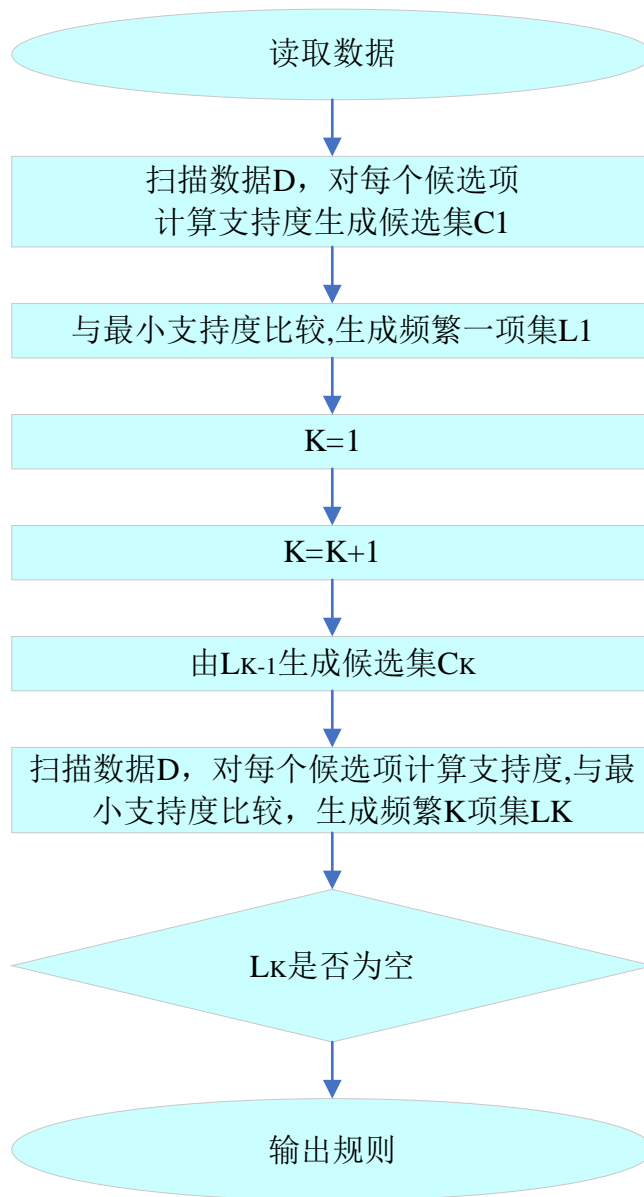 读取数据
扫描数据D，对每个候选项
计算支持度生成候选集C1
与最小支持度比较,生成频繁一项集L1
K=1
K=K+1
由LK-1生成候选集CK
扫描数据D，对每个候选项计算支持度,与最
小支持度比较，生成频繁K项集LK
LK是否为空
输出规则